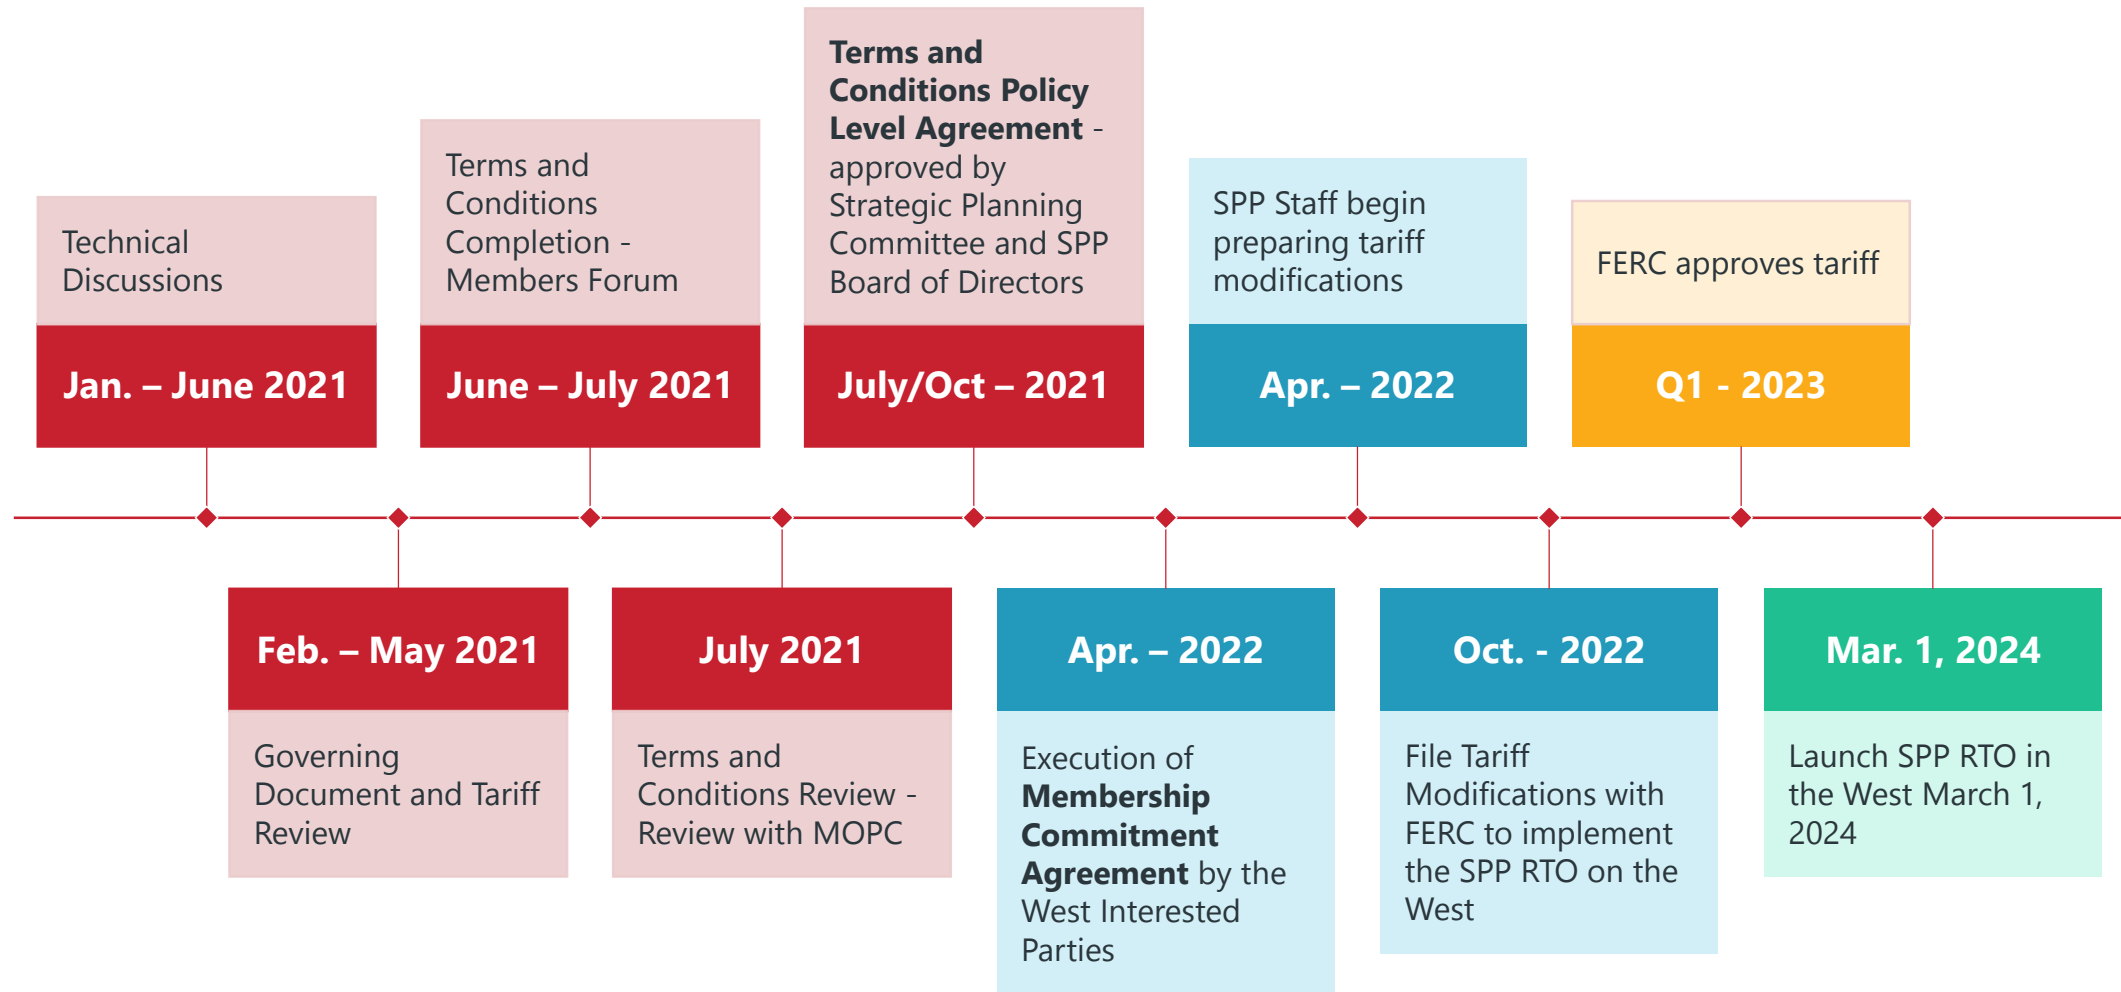 Technical
Discussions
Jan. – June 2021
Feb. – May 2021
Governing
Document and Tariff
Review
Terms and
Conditions
Completion -
Members Forum
June – July 2021
July 2021
Terms and
Conditions Review -
Review with MOPC
Terms and
Conditions Policy
Level Agreement -
approved by
Strategic Planning
Committee and SPP
Board of Directors
July/Oct – 2021
Apr. – 2022
Execution of
Membership
Commitment
Agreement by the
West Interested
Parties
SPP Staff begin
preparing tariff
modifications
Apr. – 2022
Oct. - 2022
File Tariff
Modifications with
FERC to implement
the SPP RTO on the
West
FERC approves tariff
Q1 - 2023
Mar. 1, 2024
Launch SPP RTO in
the West March 1,
2024